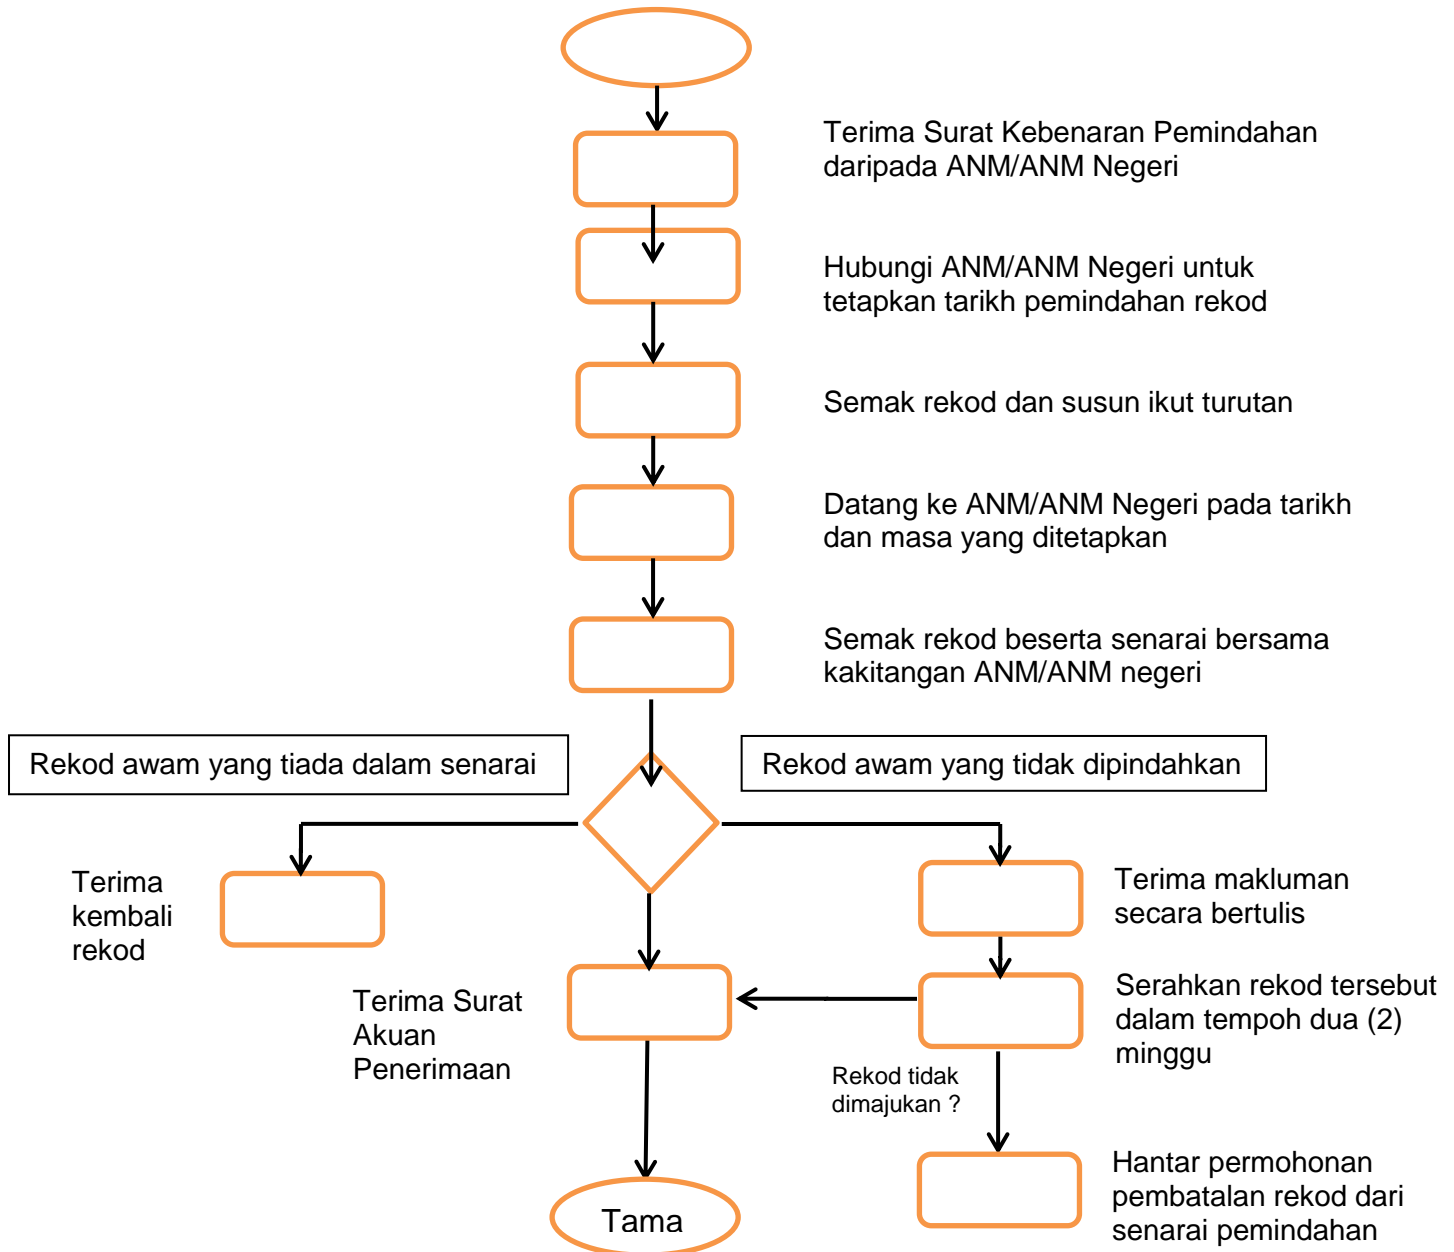 Terima Surat Kebenaran Pemindahan
daripada ANM/ANM Negeri
Hubungi ANM/ANM Negeri untuk
tetapkan tarikh pemindahan rekod
Semak rekod dan susun ikut turutan
Datang ke ANM/ANM Negeri pada tarikh
dan masa yang ditetapkan
Semak rekod beserta senarai bersama
kakitangan ANM/ANM negeri
Rekod awam yang tiada dalam senarai
Rekod awam yang tidak dipindahkan
Terima
kembali
rekod
Terima makluman
secara bertulis
Terima Surat
Akuan
Penerimaan
Serahkan rekod tersebut
dalam tempoh dua (2)
minggu
Rekod tidak
dimajukan ?
Hantar permohonan
pembatalan rekod dari
senarai pemindahan
Tama